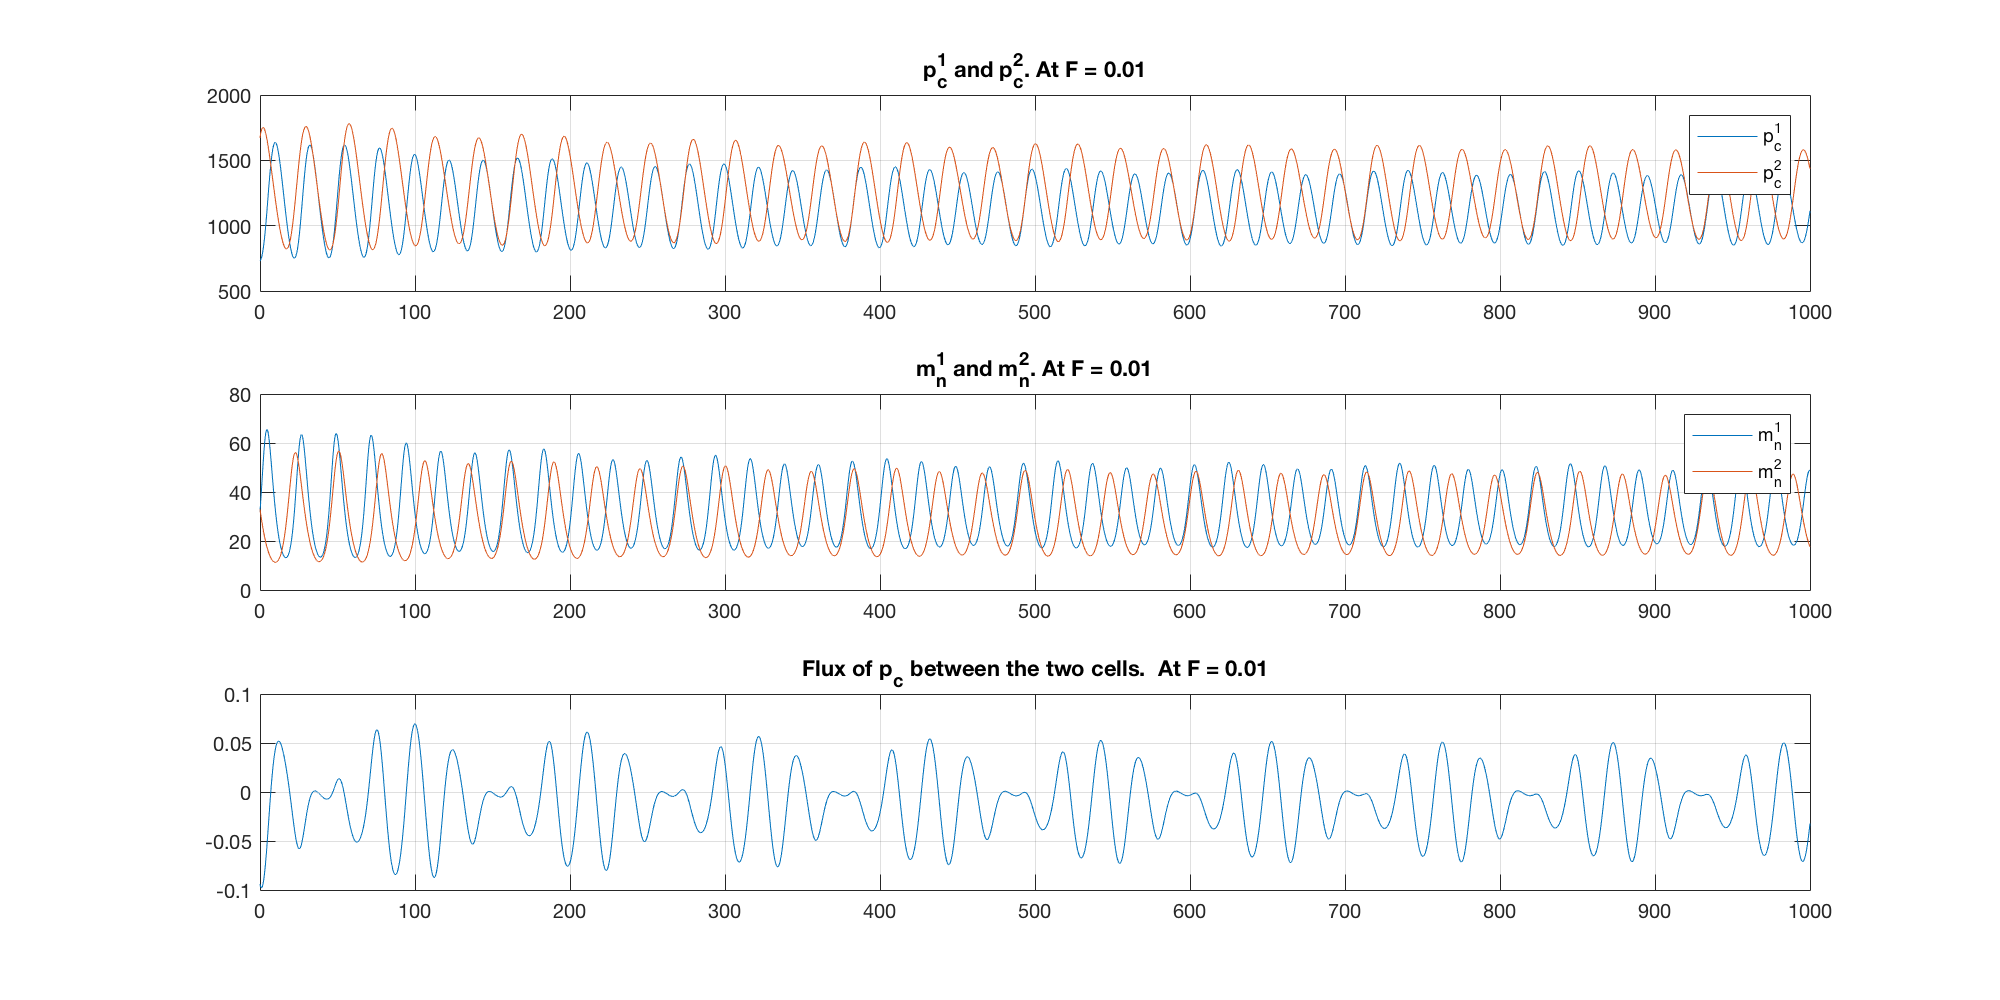 p_c^1 and p_c^2. At F = 0.01
2000
1500
1000
500
0 100 200 300 400 500 600 700 800 900 1000
p_c^1
p_c^2
m_n^1 and m_n^2. At F = 0.01
80
60
40
20
0
0 100 200 300 400 500 600 700 800 900 1000
m_n^1
m_n^2
Flux of p_c between the two cells.  At F = 0.01
0.1
0.05
0
-0.05
-0.1
0 100 200 300 400 500 600 700 800 900 1000